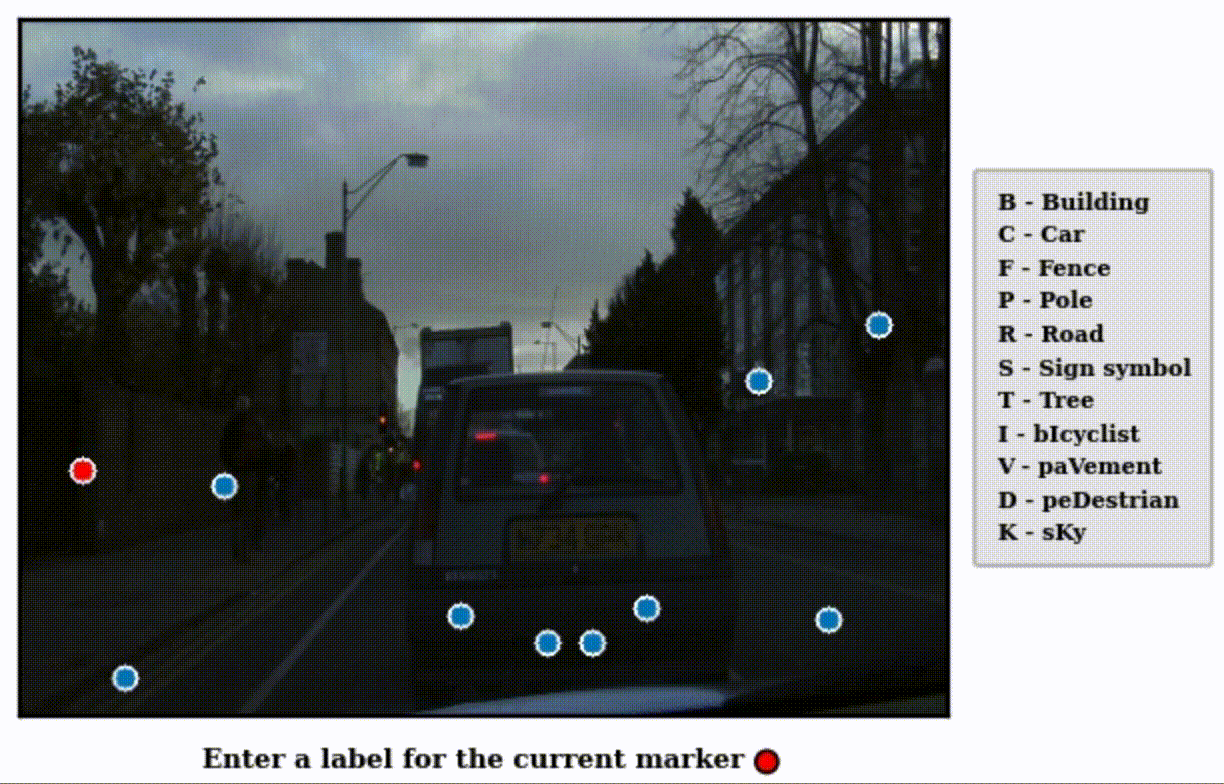 B - Building
C - Car
F - Fence
P - Pole
R - Road
S - Sign symbol
T - Tree
I - bIcyclist
V - paVement
D - peDestrian
K - sKy
Enter a label for the current marker